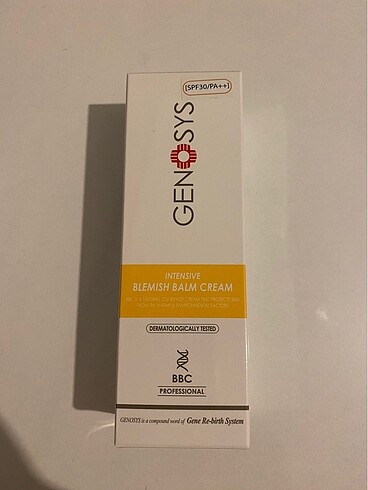 [SPF30/PA++]
GENOSYS
INTENSIVE
BLEMISH BALM CREAM
DERMATOLOGICALLY TESTED
BBC
PROFESSIONAL
GENOSYS is a compound word of Gene Re-birth System